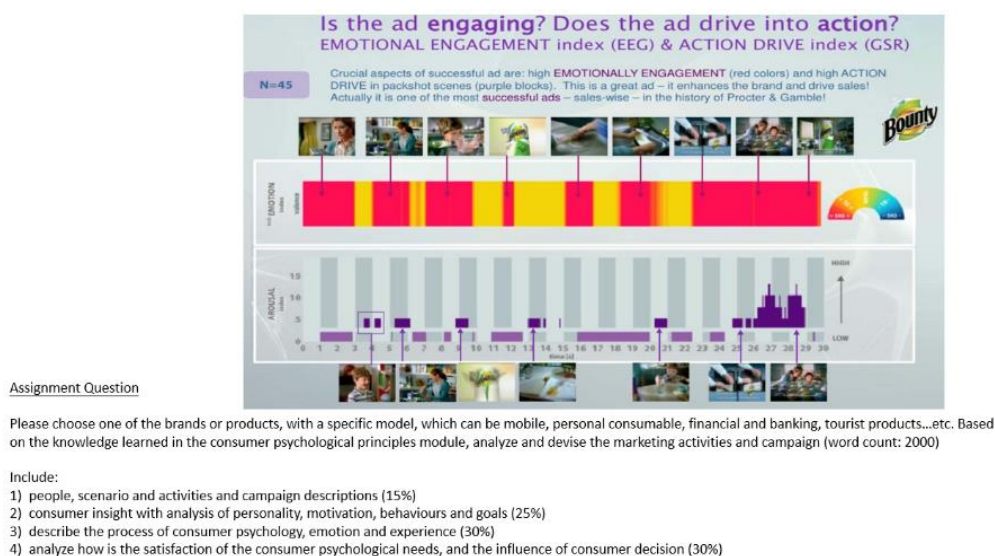 Is the ad engaging? Does the ad drive into action?
EMOTIONAL ENGAGEMENT index (EEG) & ACTION DRIVE index (GSR)
N=45
Crucial aspects of successful ad are: high EMOTIONALLY ENGAGEMENT (red colors) and high ACTION
DRIVE in packshot scenes (purple blocks).  This is a great ad – it enhances the brand and drive sales!
Actually it is one of the most successful ads – sales-wise – in the history of Procter & Gamble!
Bounty
EMOTION
index
AROUSAL
index
HIGH
15
10
5
0
LOW
0 1 2 3 4 5 6 7 8 9 10 11 12 13 14 15 16 17 18 19 20 21 22 23 24 25 26 27 28 29 30
time [s]
Assignment Question
Please choose one of the brands or products, with a specific model, which can be mobile, personal consumable, financial and banking, tourist products...etc. Based
on the knowledge learned in the consumer psychological principles module, analyze and devise the marketing activities and campaign (word count: 2000)
Include:
1) people, scenario and activities and campaign descriptions (15%)
2) consumer insight with analysis of personality, motivation, behaviours and goals (25%)
3) describe the process of consumer psychology, emotion and experience (30%)
4) analyze how is the satisfaction of the consumer psychological needs, and the influence of consumer decision (30%)